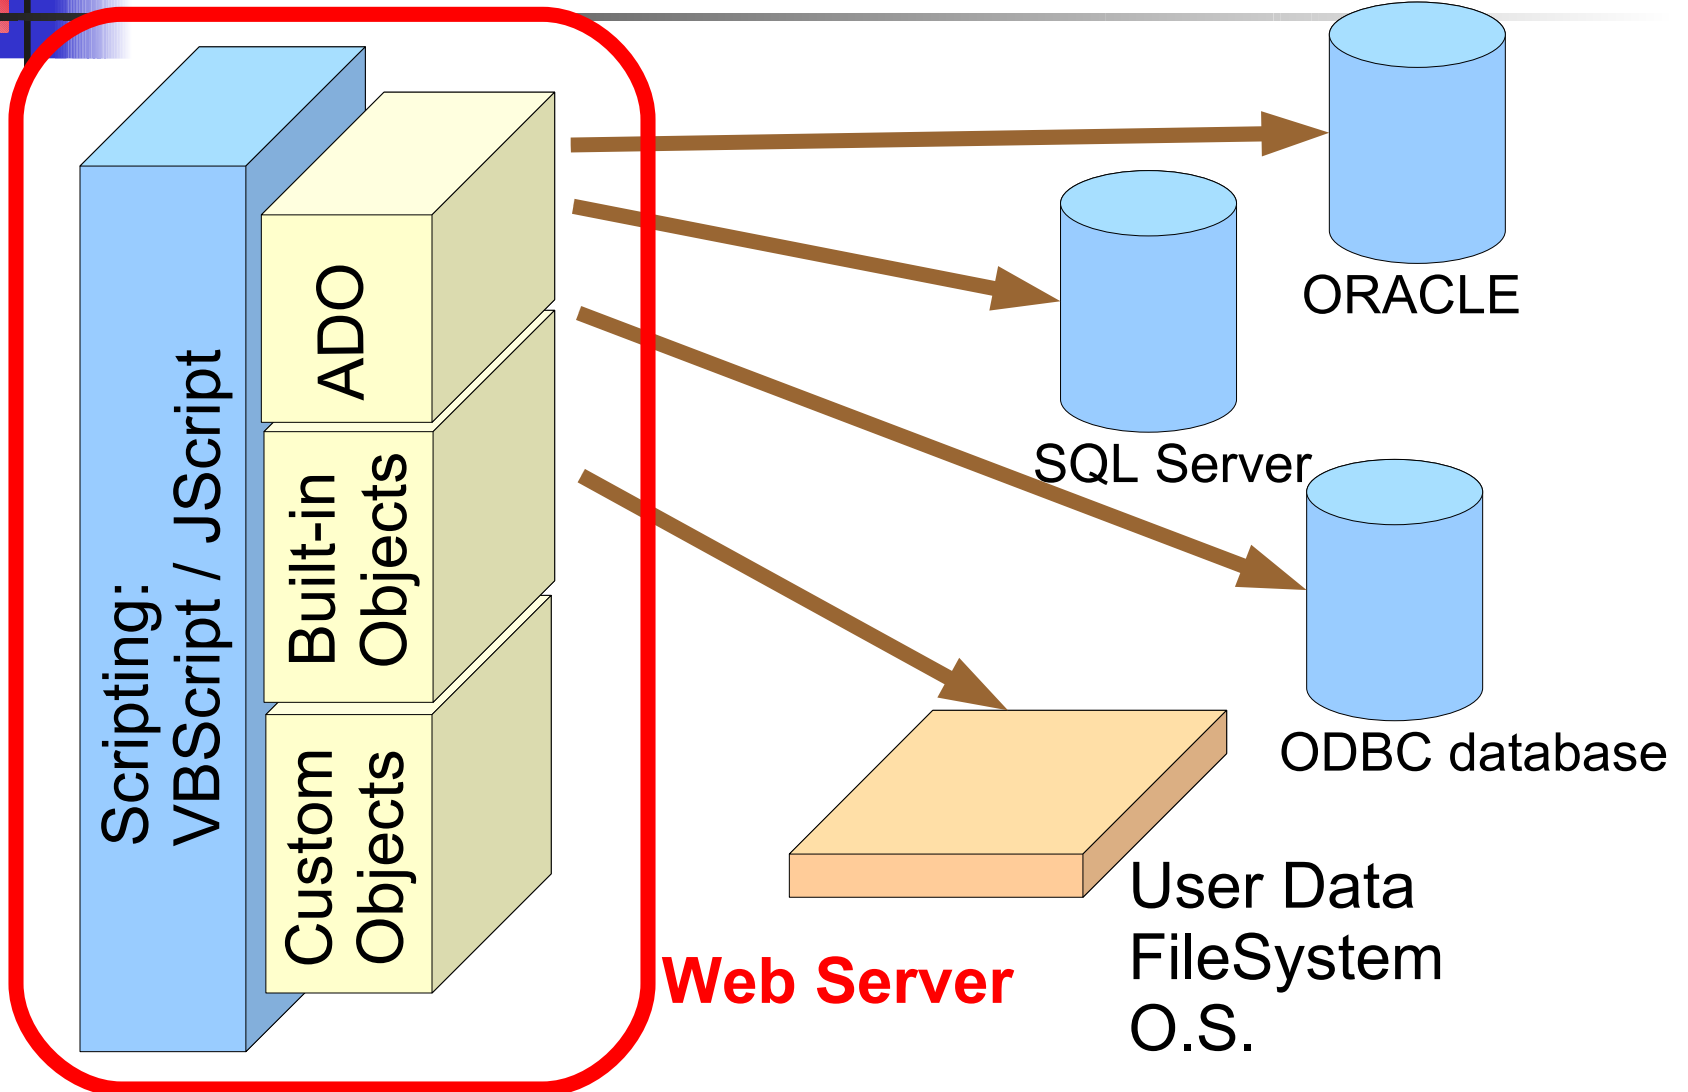 Scripting:
VBScript / JScript
ADO
Built-in
Objects
Custom
Objects
ORACLE
SQL Server
ODBC database
User Data
FileSystem
O.S.
Web Server